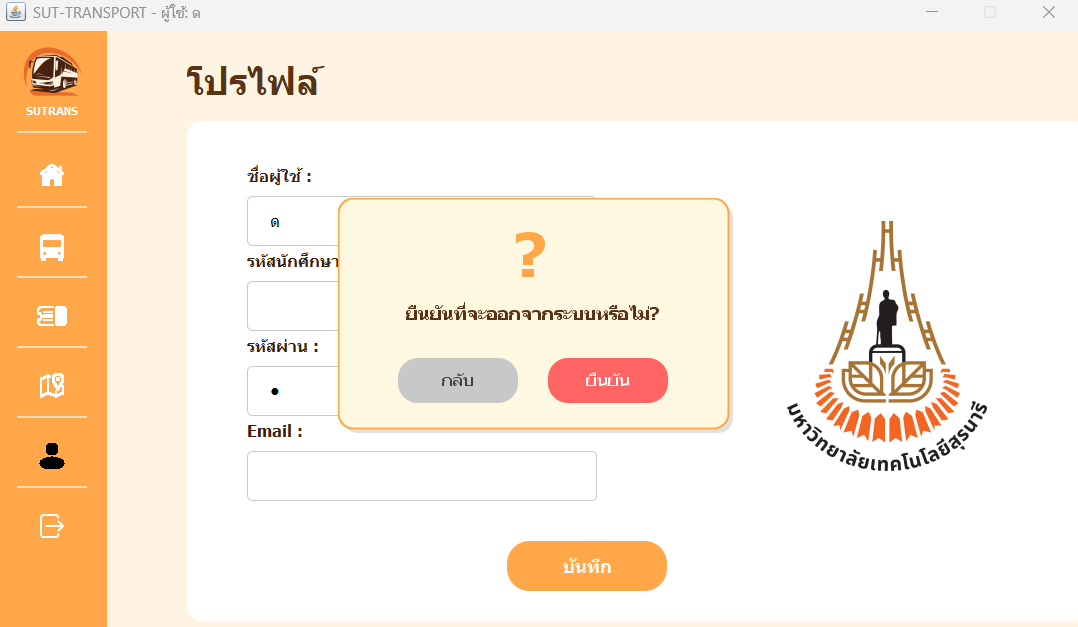 SUT-TRANSPORT - ผู้ใช้: ด
SUTRANS
โปรไฟล์
ชื่อผู้ใช้ :
ด
รหัสนักศึกษา
รหัสผ่าน :
Email :
?
ยืนยันที่จะออกจากระบบหรือไม่?
กลับ
ยืนยัน
บันทึก
มหาวิทยาลัยเทคโนโลยีสุรนารี